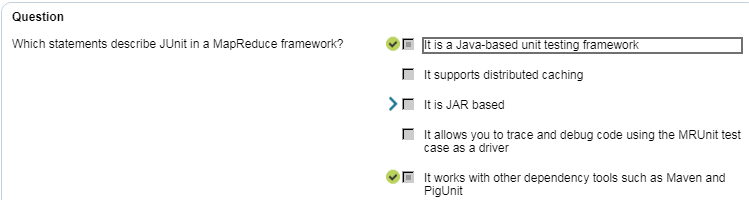 Question
Which statements describe JUnit in a MapReduce framework?
It is a Java-based unit testing framework
It supports distributed caching
It is JAR based
It allows you to trace and debug code using the MRUnit test
case as a driver
It works with other dependency tools such as Maven and
PigUnit